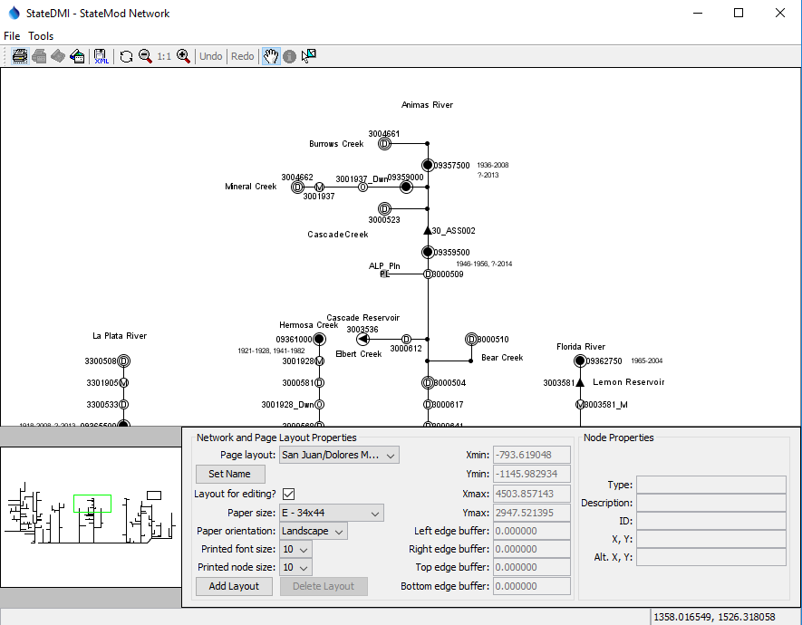 StateDMI - StateMod Network
File Tools
XML 1:1 Undo Redo
Animas River
3004661
Burrows Creek D
09357500 1936-2008
?-2013
3004662 3001937_Dwn 09359000
Mineral Creek D M O
3001937
D
3000523
30_ASS002
CascadeCreek
09359500
1946-1956, ?-2014
ALP_Pln
PL D 3000509
Cascade Reservoir
Hermosa Creek 3003536
La Plata River
09361000 D D 3000510
3000612
Florida River
1921-1928, 1941-1982
Elbert Creek Bear Creek
3300508 D 3001928 M 09362750 1965-2004
3301905 M 3000581 D D 3000504 3003581 Lemon Reservoir
3300533 D 3001928_Dwn O D 3000617 M 3003581_M
Network and Page Layout Properties
Page layout: San Juan/Dolores M...
Set Name
Layout for editing?
Paper size: E - 34x44
Paper orientation: Landscape
Printed font size: 10
Printed node size: 10
Add Layout Delete Layout
Xmin: -793.619048
Ymin: -1145.982934
Xmax: 4503.857143
Ymax: 2947.521395
Left edge buffer: 0.000000
Right edge buffer: 0.000000
Top edge buffer: 0.000000
Bottom edge buffer: 0.000000
Node Properties
Type:
Description:
ID:
X, Y:
Alt. X, Y:
1358.016549, 1526.318058